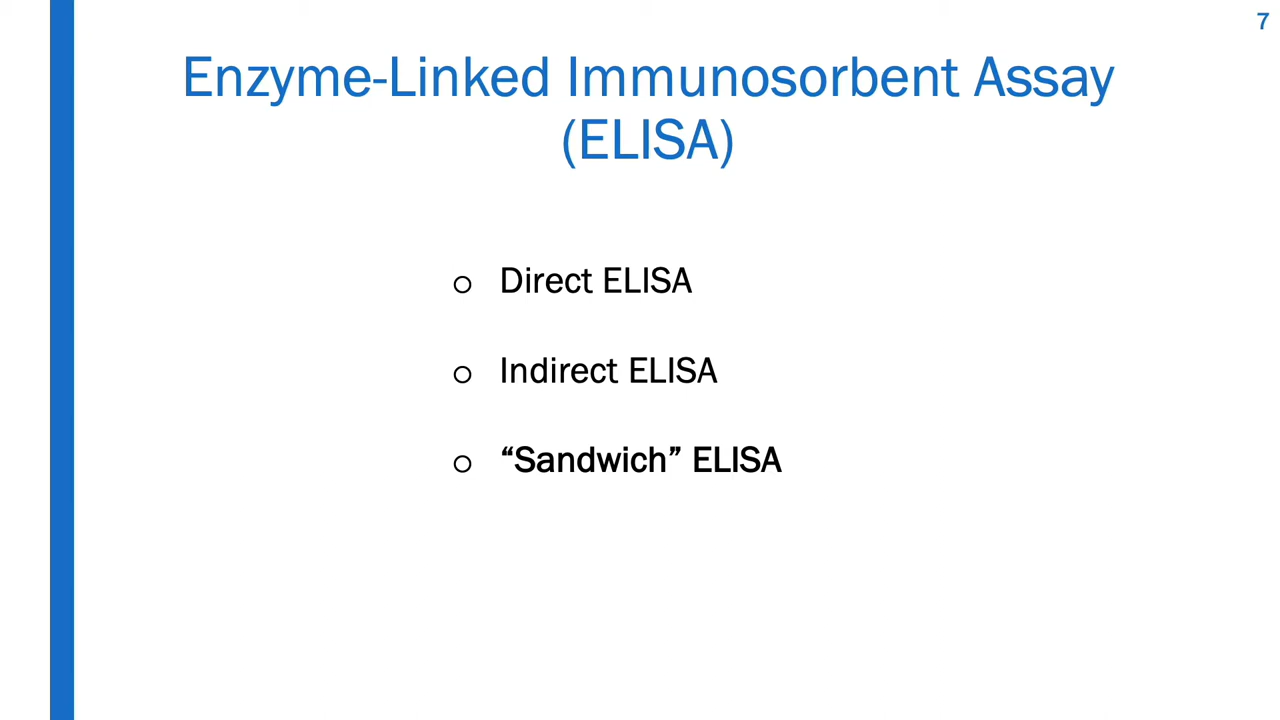 7
Enzyme-Linked Immunosorbent Assay
(ELISA)
o Direct ELISA
o Indirect ELISA
o “Sandwich” ELISA